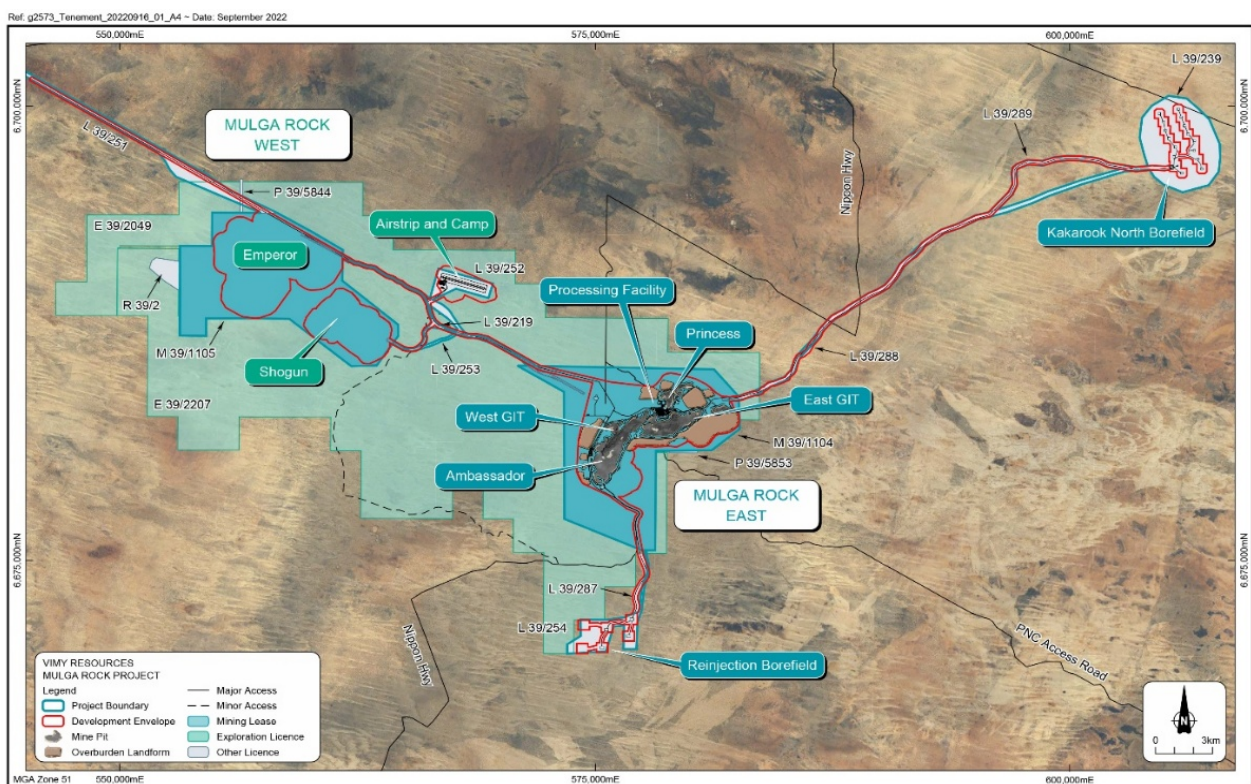 Ref: g2573_Tenement_20220916_01_A4 ~ Date: September 2022
550,000mE
575,000mE
600,000mE
6,700,000mN
6,700,000mN
L 39/239
L 39/251
MULGA ROCK
WEST
L 39/289
Nippon Hwy
P 39/5844
E 39/2049
Airstrip and Camp
Kakarook North Borefield
Emperor
L 39/252
Processing Facility
R 39/2
L 39/219
Princess
M 39/1105
L 39/288
Shogun
L 39/253
East GIT
E 39/2207
West GIT
M 39/1104
P 39/5853
Ambassador
MULGA ROCK
EAST
6,675,000mN
6,675,000mN
L 39/287
L 39/254
Nippon Hwy
PNC Access Road
Reinjection Borefield
VIMY RESOURCES
MULGA ROCK PROJECT
Legend
Project Boundary
Development Envelope
Mine Pit
Overburden Landform
Major Access
Minor Access
Mining Lease
Exploration Licence
Other Licence
N
0 3km
MGA Zone 51
550,000mE
575,000mE
600,000mE